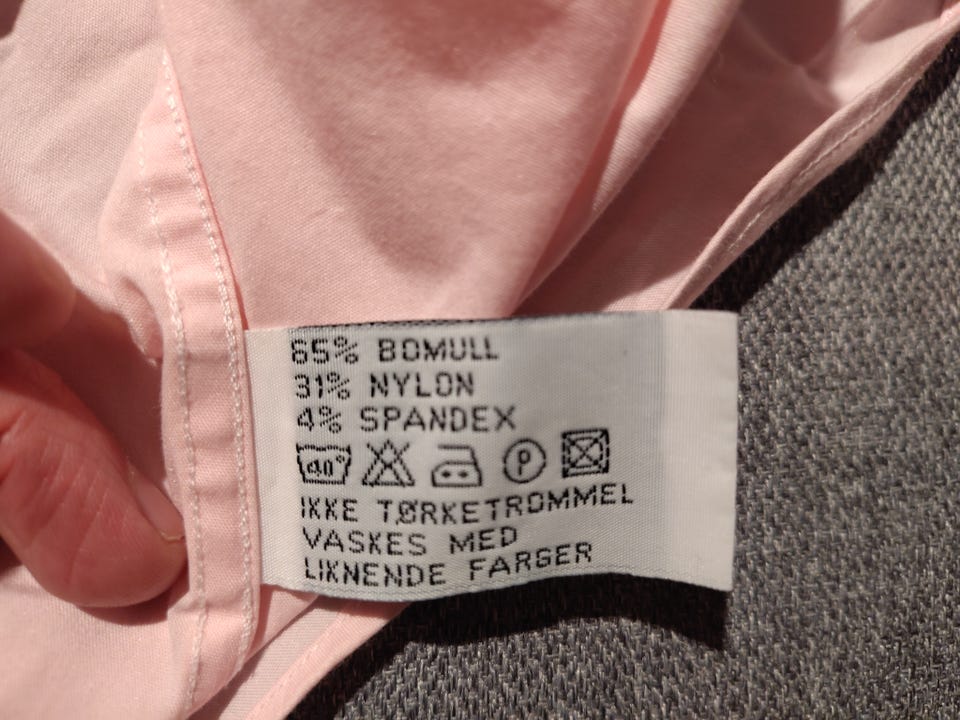 65% BOMULL
31% NYLON
4% SPANDEX
40° P
IKKE TØRKETROMMEL
VASKES MED
LIKNENDE FARGER